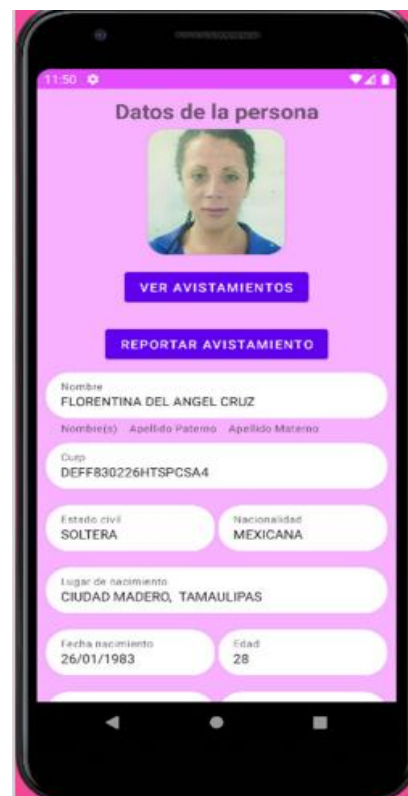 11:50
Datos de la persona
VER AVISTAMIENTOS
REPORTAR AVISTAMIENTO
Nombre
FLORENTINA DEL ANGEL CRUZ
Nombre(s) Apellido Paterno Apellido Materno
Curp
DEFF830226HTSPCSA4
Estado civil
SOLTERA
Nacionalidad
MEXICANA
Lugar de nacimiento
CIUDAD MADERO, TAMAULIPAS
Fecha nacimiento
26/01/1983
Edad
28